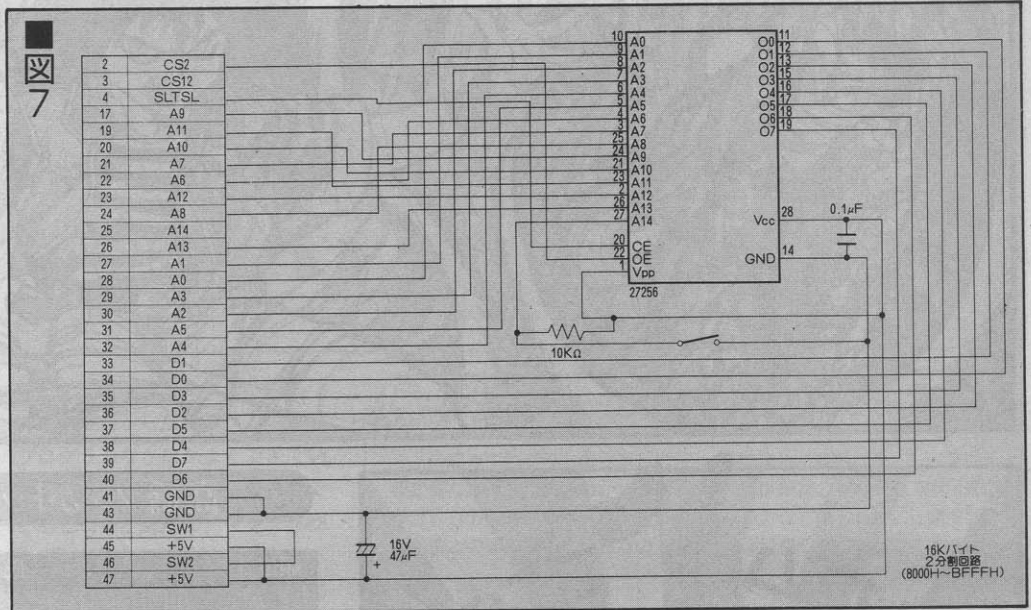 ■図7
2 CS2
3 CS12
4 SLTSL
17 A9
19 A11
20 A10
21 A7
22 A6
23 A12
24 A8
25 A14
26 A13
27 A1
28 A0
29 A3
30 A2
31 A5
32 A4
33 D1
34 D0
35 D3
36 D2
37 D5
38 D4
39 D7
40 D6
41 GND
43 GND
44 SW1
45 +5V
46 SW2
47 +5V
10 A0
9 A1
8 A2
7 A3
6 A4
5 A5
4 A6
3 A7
25 A8
24 A9
21 A10
23 A11
2 A12
26 A13
27 A14
20 CE
22 OE
1 Vpp
O0 11
O1 12
O2 13
O3 15
O4 16
O5 17
O6 18
O7 19
Vcc 28
GND 14
27256
0.1μF
10KΩ
16V
47μF
+
16Kバイト
2分割回路
(8000H~BFFFH)